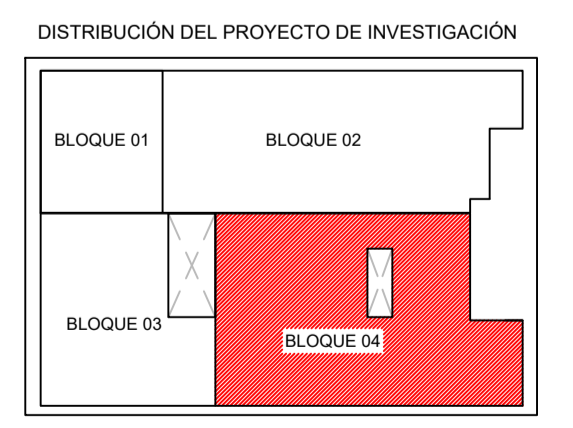 DISTRIBUCIÓN DEL PROYECTO DE INVESTIGACIÓN
BLOQUE 01
BLOQUE 02
BLOQUE 03
BLOQUE 04